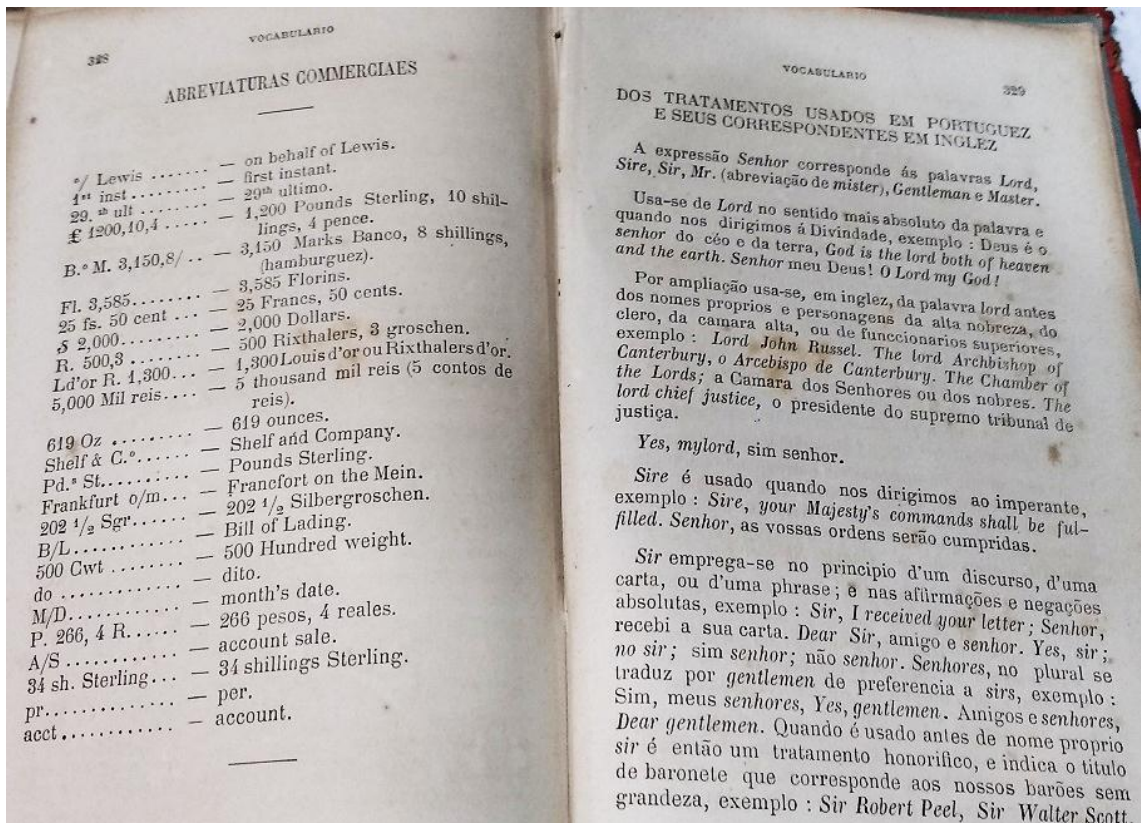 328
VOCABULARIO
ABREVIATURAS COMMERCIAES
º/ Lewis ....... — on behalf of Lewis.
1st inst ........ — first instant.
29. th ult ........ — 29th ultimo.
£ 1200,10,4 ..... — 1,200 Pounds Sterling, 10 shil-
lings, 4 pence.
B.º M. 3,150,8/ .. — 3,150 Marks Banco, 8 shillings,
(hamburguez).
Fl. 3,585........ — 3,585 Florins.
25 fs. 50 cent ... — 25 Francs, 50 cents.
$ 2,000......... — 2,000 Dollars.
R. 500,3 ........ — 500 Rixthalers, 3 groschen.
Ld'or R. 1,300... — 1,300 Louis d'or ou Rixthalers d'or.
5,000 Mil reis.... — 5 thousand mil reis (5 contos de
reis).
619 Oz ......... — 619 ounces.
Shelf & C.º...... — Shelf and Company.
Pd.s St.......... — Pounds Sterling.
Frankfurt o/m... — Francfort on the Mein.
202 1/2 Sgr...... — 202 1/2 Silbergroschen.
B/L............ — Bill of Lading.
500 Cwt ........ — 500 Hundred weight.
do ............ — dito.
M/D............ — month's date.
P. 266, 4 R...... — 266 pesos, 4 reales.
A/S ............ — account sale.
34 sh. Sterling... — 34 shillings Sterling.
pr............. — per.
acct............ — account.
VOCABULARIO
329
DOS TRATAMENTOS USADOS EM PORTUGUEZ
E SEUS CORRESPONDENTES EM INGLEZ
A expressão Senhor corresponde ás palavras Lord,
Sire, Sir, Mr. (abreviação de mister), Gentleman e Master.
Usa-se de Lord no sentido mais absoluto da palavra e
quando nos dirigimos á Divindade, exemplo : Deus é o
senhor do céo e da terra, God is the lord both of heaven
and the earth. Senhor meu Deus! O Lord my God!
Por ampliação usa-se, em inglez, da palavra lord antes
dos nomes proprios e personagens da alta nobreza, do
clero, da camara alta, ou de funccionarios superiores,
exemplo : Lord John Russel. The lord Archbishop of
Canterbury, o Arcebispo de Canterbury. The Chamber of
the Lords; a Camara dos Senhores ou dos nobres. The
lord chief justice, o presidente do supremo tribunal de
justiça.
Yes, mylord, sim senhor.
Sire é usado quando nos dirigimos ao imperante,
exemplo : Sire, your Majesty's commands shall be ful-
filled. Senhor, as vossas ordens serão cumpridas.
Sir emprega-se no principio d'um discurso, d'uma
carta, ou d'uma phrase; e nas affirmações e negações
absolutas, exemplo : Sir, I received your letter; Senhor,
recebi a sua carta. Dear Sir, amigo e senhor. Yes, sir;
no sir; sim senhor; não senhor. Senhores, no plural se
traduz por gentlemen de preferencia a sirs, exemplo :
Sim, meus senhores, Yes, gentlemen. Amigos e senhores,
Dear gentlemen. Quando é usado antes de nome proprio
sir é então um tratamento honorifico, e indica o titulo
de baronete que corresponde aos nossos barões sem
grandeza, exemplo : Sir Robert Peel, Sir Walter Scott.